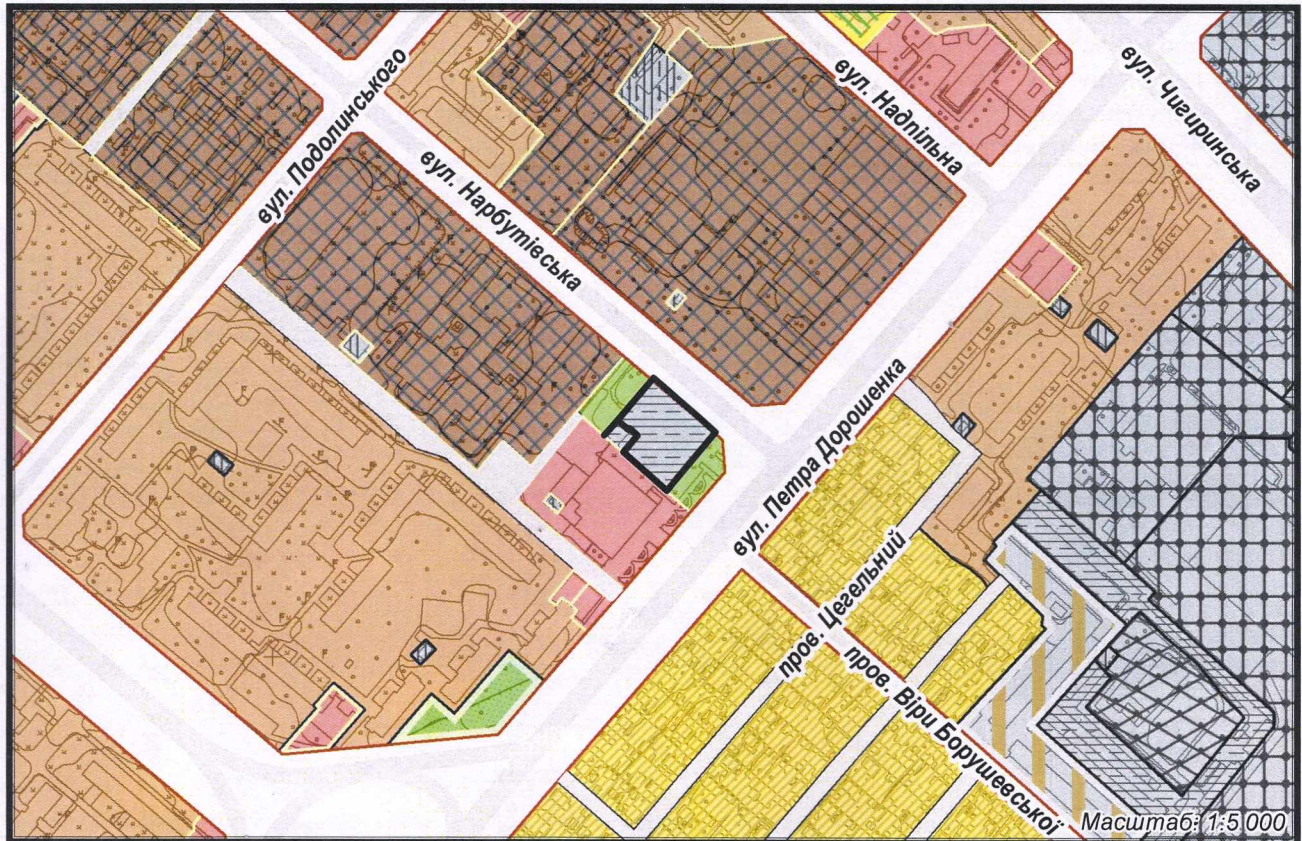 вул. Подолинського
вул. Нарбутівська
вул. Надпільна
вул. Чигиринська
вул. Петра Дорошенка
пров. Цегельний
пров. Віри Борушевської
Масштаб: 1:5 000